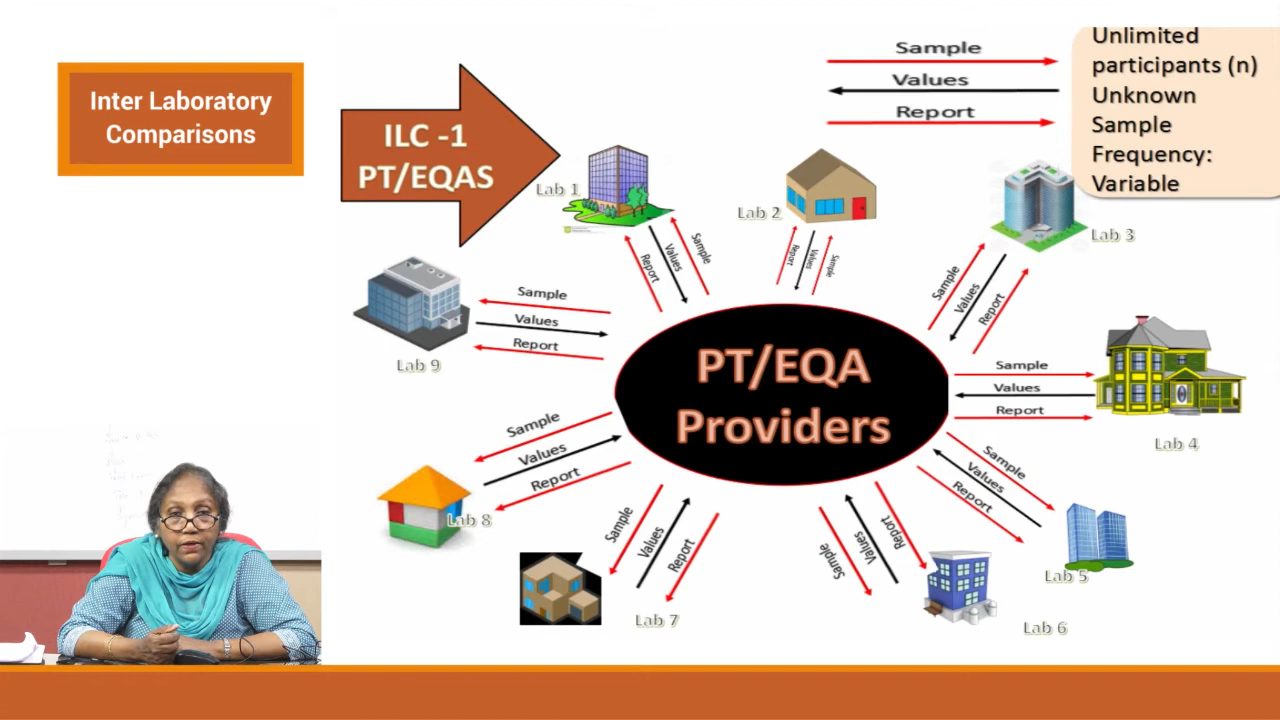 Inter Laboratory
Comparisons
ILC -1
PT/EQAS
Sample
Values
Report
Unlimited
participants (n)
Unknown
Sample
Frequency:
Variable
Lab 1
Report
Values
Sample
Lab 2
Report
Values
Sample
Lab 3
Sample
Values
Report
Lab 9
Sample
Values
Report
PT/EQA
Providers
Sample
Values
Report
Lab 4
Sample
Values
Report
Lab 8
Sample
Values
Report
Lab 5
Sample
Values
Report
Lab 7
Sample
Values
Report
Lab 6